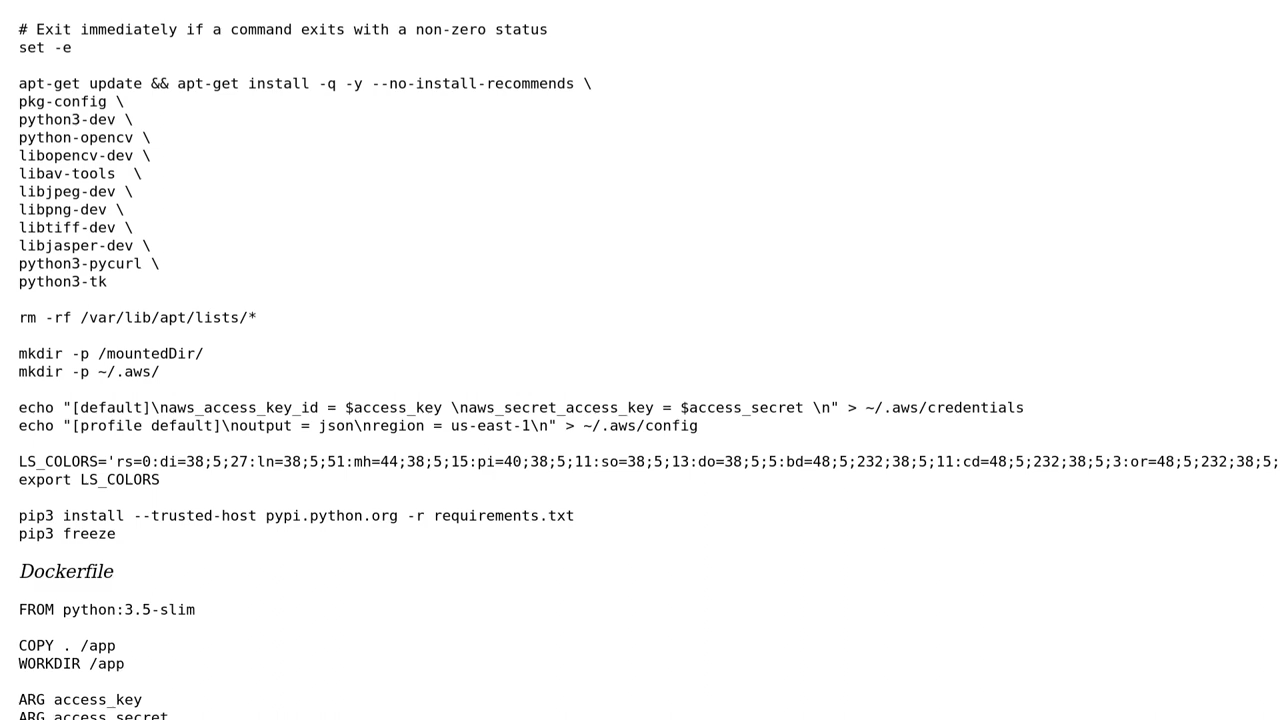 # Exit immediately if a command exits with a non-zero status
set -e
apt-get update && apt-get install -q -y --no-install-recommends \
pkg-config \
python3-dev \
python-opencv \
libopencv-dev \
libav-tools  \
libjpeg-dev \
libpng-dev \
libtiff-dev \
libjasper-dev \
python3-pycurl \
python3-tk
rm -rf /var/lib/apt/lists/*
mkdir -p /mountedDir/
mkdir -p ~/.aws/
echo "[default]\naws_access_key_id = $access_key \naws_secret_access_key = $access_secret \n" > ~/.aws/credentials
echo "[profile default]\noutput = json\nregion = us-east-1\n" > ~/.aws/config
LS_COLORS='rs=0:di=38;5;27:ln=38;5;51:mh=44;38;5;15:pi=40;38;5;11:so=38;5;13:do=38;5;5:bd=48;5;232;38;5;11:cd=48;5;232;38;5;3:or=48;5;232;38;5;
export LS_COLORS
pip3 install --trusted-host pypi.python.org -r requirements.txt
pip3 freeze
Dockerfile
FROM python:3.5-slim
COPY . /app
WORKDIR /app
ARG access_key
ARG access_secret